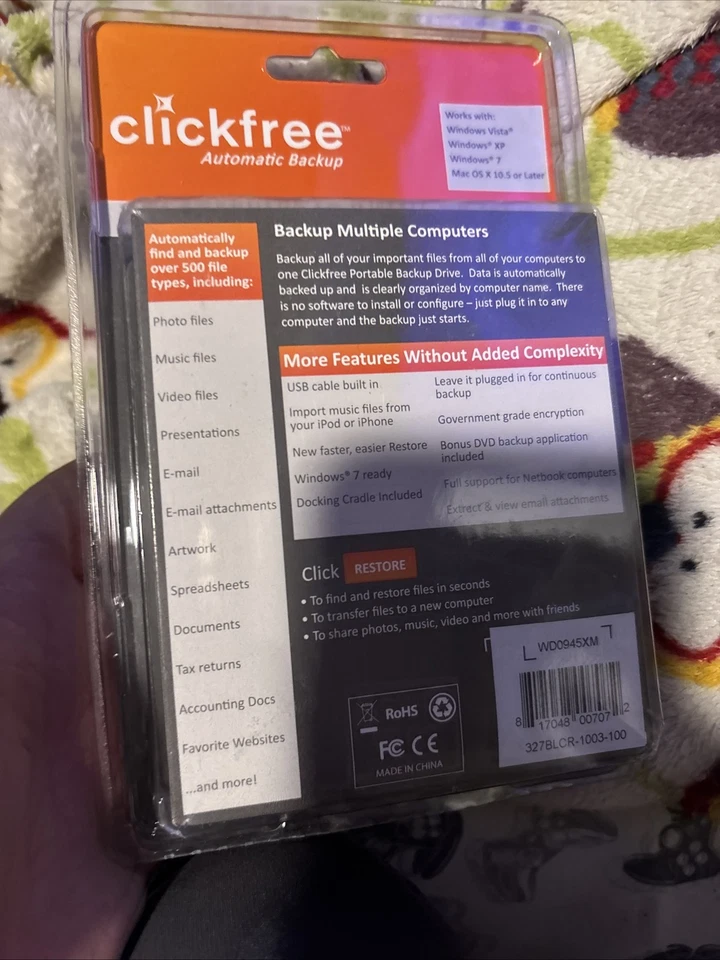 clickfree™
Automatic Backup
Works with:
Windows Vista®
Windows® XP
Windows® 7
Mac OS X 10.5 or Later
Automatically
find and backup
over 500 file
types, including:
Photo files
Music files
Video files
Presentations
E-mail
E-mail attachments
Artwork
Spreadsheets
Documents
Tax returns
Accounting Docs
Favorite Websites
...and more!
Backup Multiple Computers
Backup all of your important files from all of your computers to
one Clickfree Portable Backup Drive. Data is automatically
backed up and is clearly organized by computer name. There
is no software to install or configure – just plug it in to any
computer and the backup just starts.
More Features Without Added Complexity
USB cable built in
Import music files from
your iPod or iPhone
New faster, easier Restore
Windows® 7 ready
Docking Cradle Included
Leave it plugged in for continuous
backup
Government grade encryption
Bonus DVD backup application
included
Full support for Netbook computers
Extract & view email attachments
Click RESTORE
• To find and restore files in seconds
• To transfer files to a new computer
• To share photos, music, video and more with friends
RoHS
FC CE
MADE IN CHINA
WD0945XM
8 17048 00707 2
327BLCR-1003-100